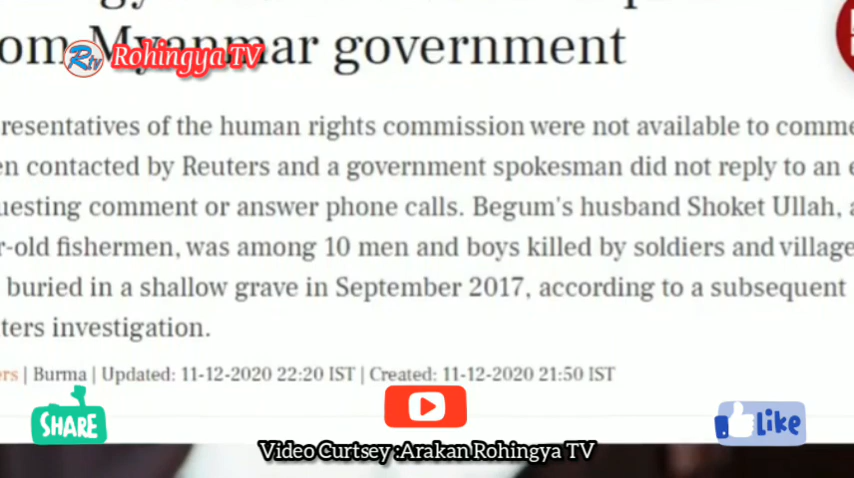 om Myanmar government
Rtv Rohingya TV
resentatives of the human rights commission were not available to comme
en contacted by Reuters and a government spokesman did not reply to an e
uesting comment or answer phone calls. Begum's husband Shoket Ullah, a
r-old fishermen, was among 10 men and boys killed by soldiers and village
buried in a shallow grave in September 2017, according to a subsequent
ters investigation.
ers | Burma | Updated: 11-12-2020 22:20 IST | Created: 11-12-2020 21:50 IST
SHARE
Like
Video Curtsey :Arakan Rohingya TV